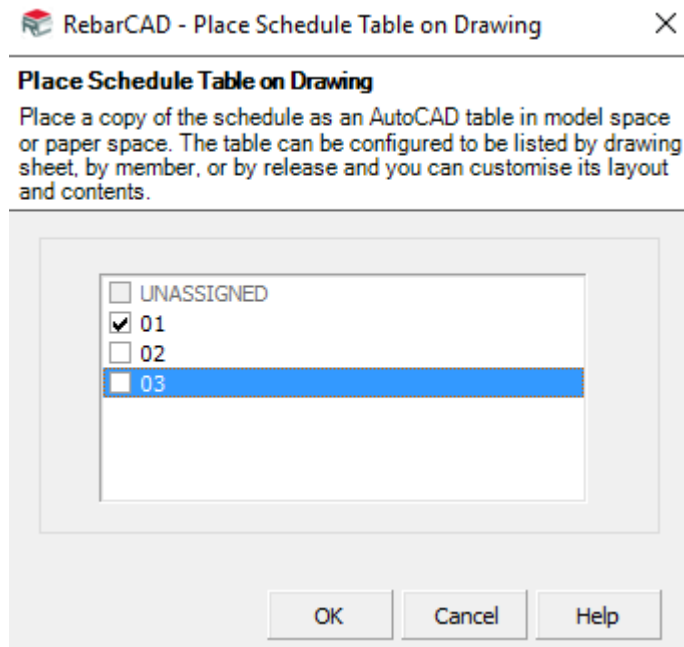 RebarCAD - Place Schedule Table on Drawing
Place Schedule Table on Drawing
Place a copy of the schedule as an AutoCAD table in model space
or paper space. The table can be configured to be listed by drawing
sheet, by member, or by release and you can customise its layout
and contents.
UNASSIGNED
01
02
03
OK Cancel Help